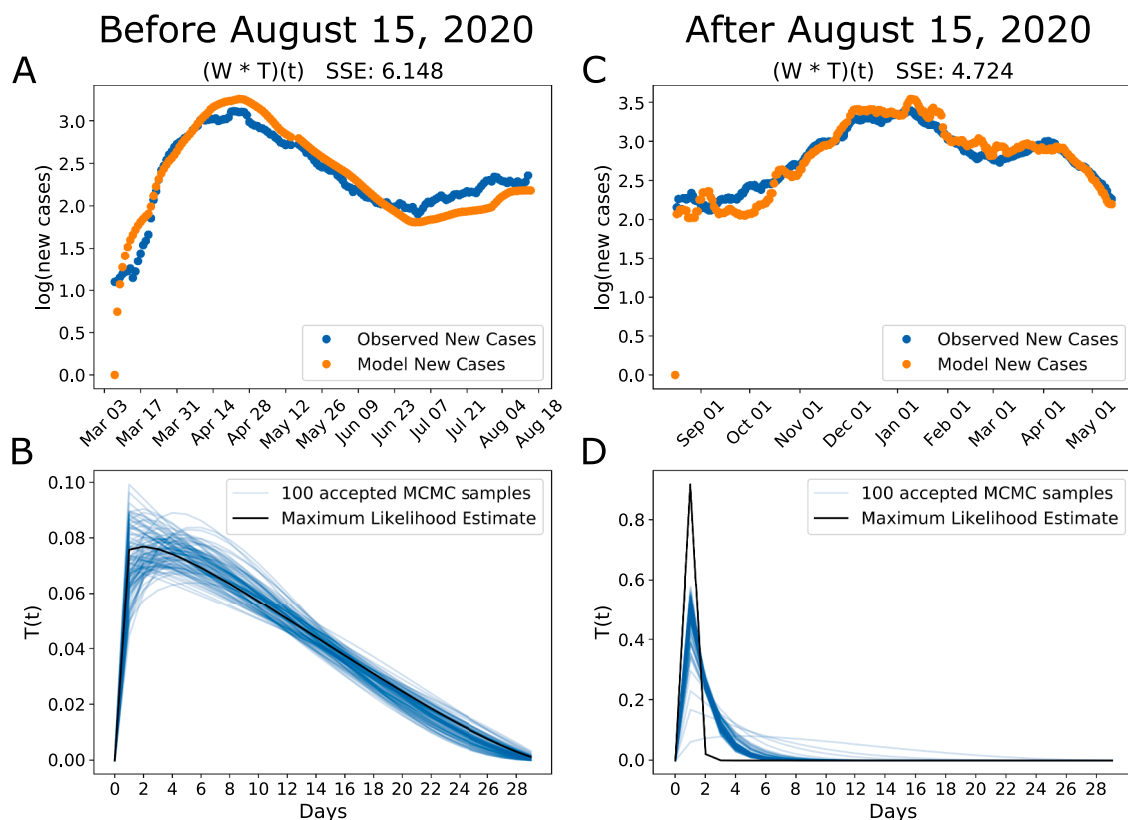 Before August 15, 2020
After August 15, 2020
A
(W * T)(t) SSE: 6.148
log(new cases)
3.0
2.5
2.0
1.5
1.0
0.5
0.0
Observed New Cases
Model New Cases
Mar 03
Mar 17
Mar 31
Apr 14
Apr 28
May 12
May 26
Jun 09
Jun 23
Jul 07
Jul 21
Aug 04
Aug 18
C
(W * T)(t) SSE: 4.724
log(new cases)
3.5
3.0
2.5
2.0
1.5
1.0
0.5
0.0
Observed New Cases
Model New Cases
Sep 01
Oct 01
Nov 01
Dec 01
Jan 01
Feb 01
Mar 01
Apr 01
May 01
B
T(t)
0.10
0.08
0.06
0.04
0.02
0.00
100 accepted MCMC samples
Maximum Likelihood Estimate
0 2 4 6 8 10 12 14 16 18 20 22 24 26 28
Days
D
T(t)
0.8
0.6
0.4
0.2
0.0
100 accepted MCMC samples
Maximum Likelihood Estimate
0 2 4 6 8 10 12 14 16 18 20 22 24 26 28
Days